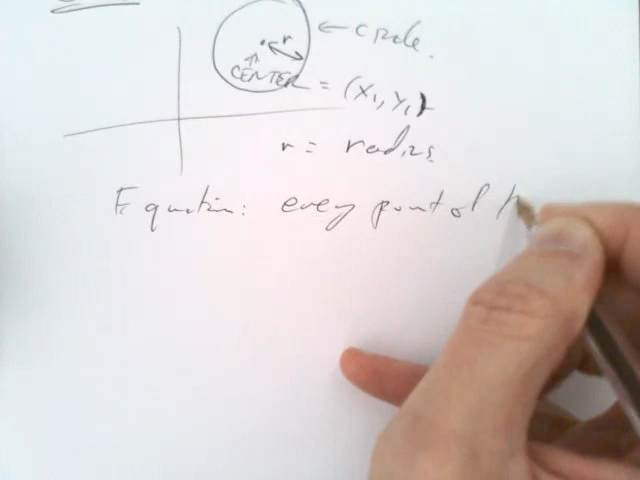 r ← circle.
CENTER = (x₁, y₁)
r = radius
Equation: every point of